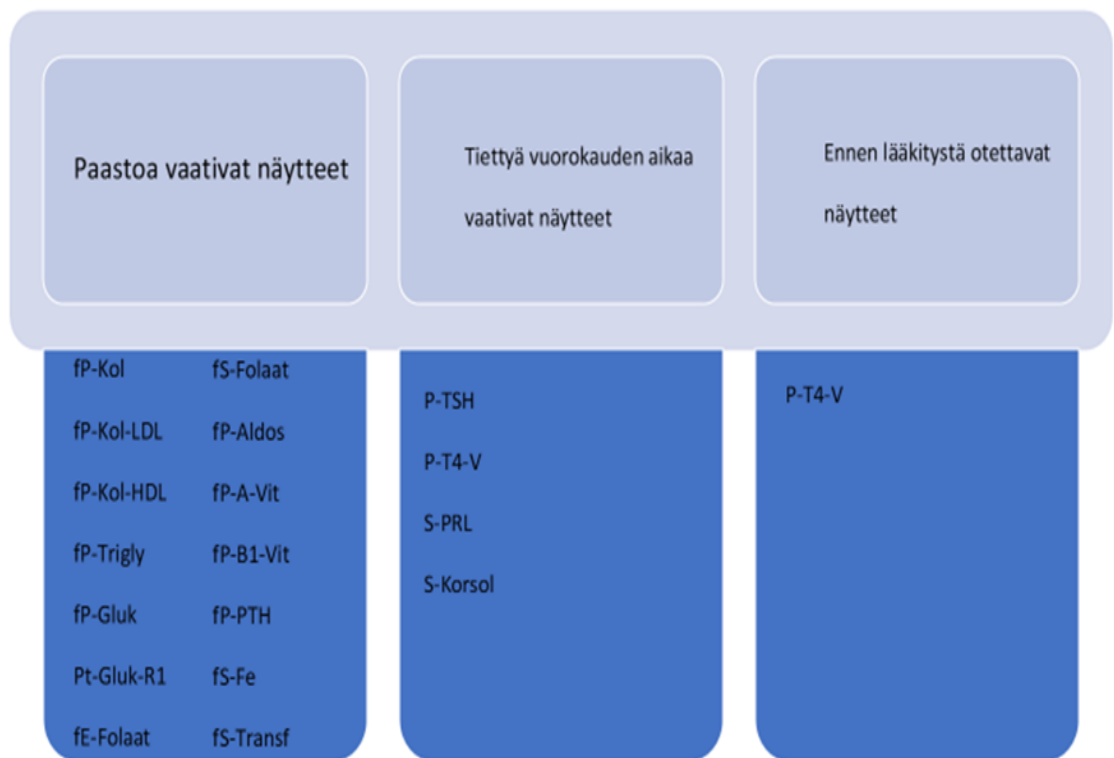 Paastoa vaativat näytteet
Tiettyä vuorokauden aikaa
vaativat näytteet
Ennen lääkitystä otettavat
näytteet
fP-Kol
fP-Kol-LDL
fP-Kol-HDL
fP-Trigly
fP-Gluk
Pt-Gluk-R1
fE-Folaat
fS-Folaat
fP-Aldos
fP-A-Vit
fP-B1-Vit
fP-PTH
fS-Fe
fS-Transf
P-TSH
P-T4-V
S-PRL
S-Korsol
P-T4-V